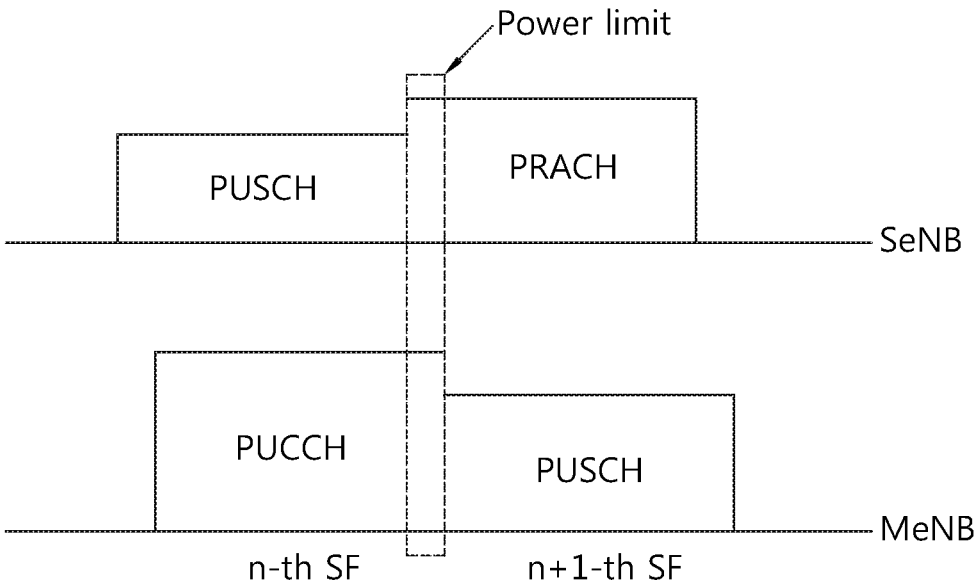 Power limit
PUSCH
PRACH
SeNB
PUCCH
PUSCH
MeNB
n-th SF
n+1-th SF